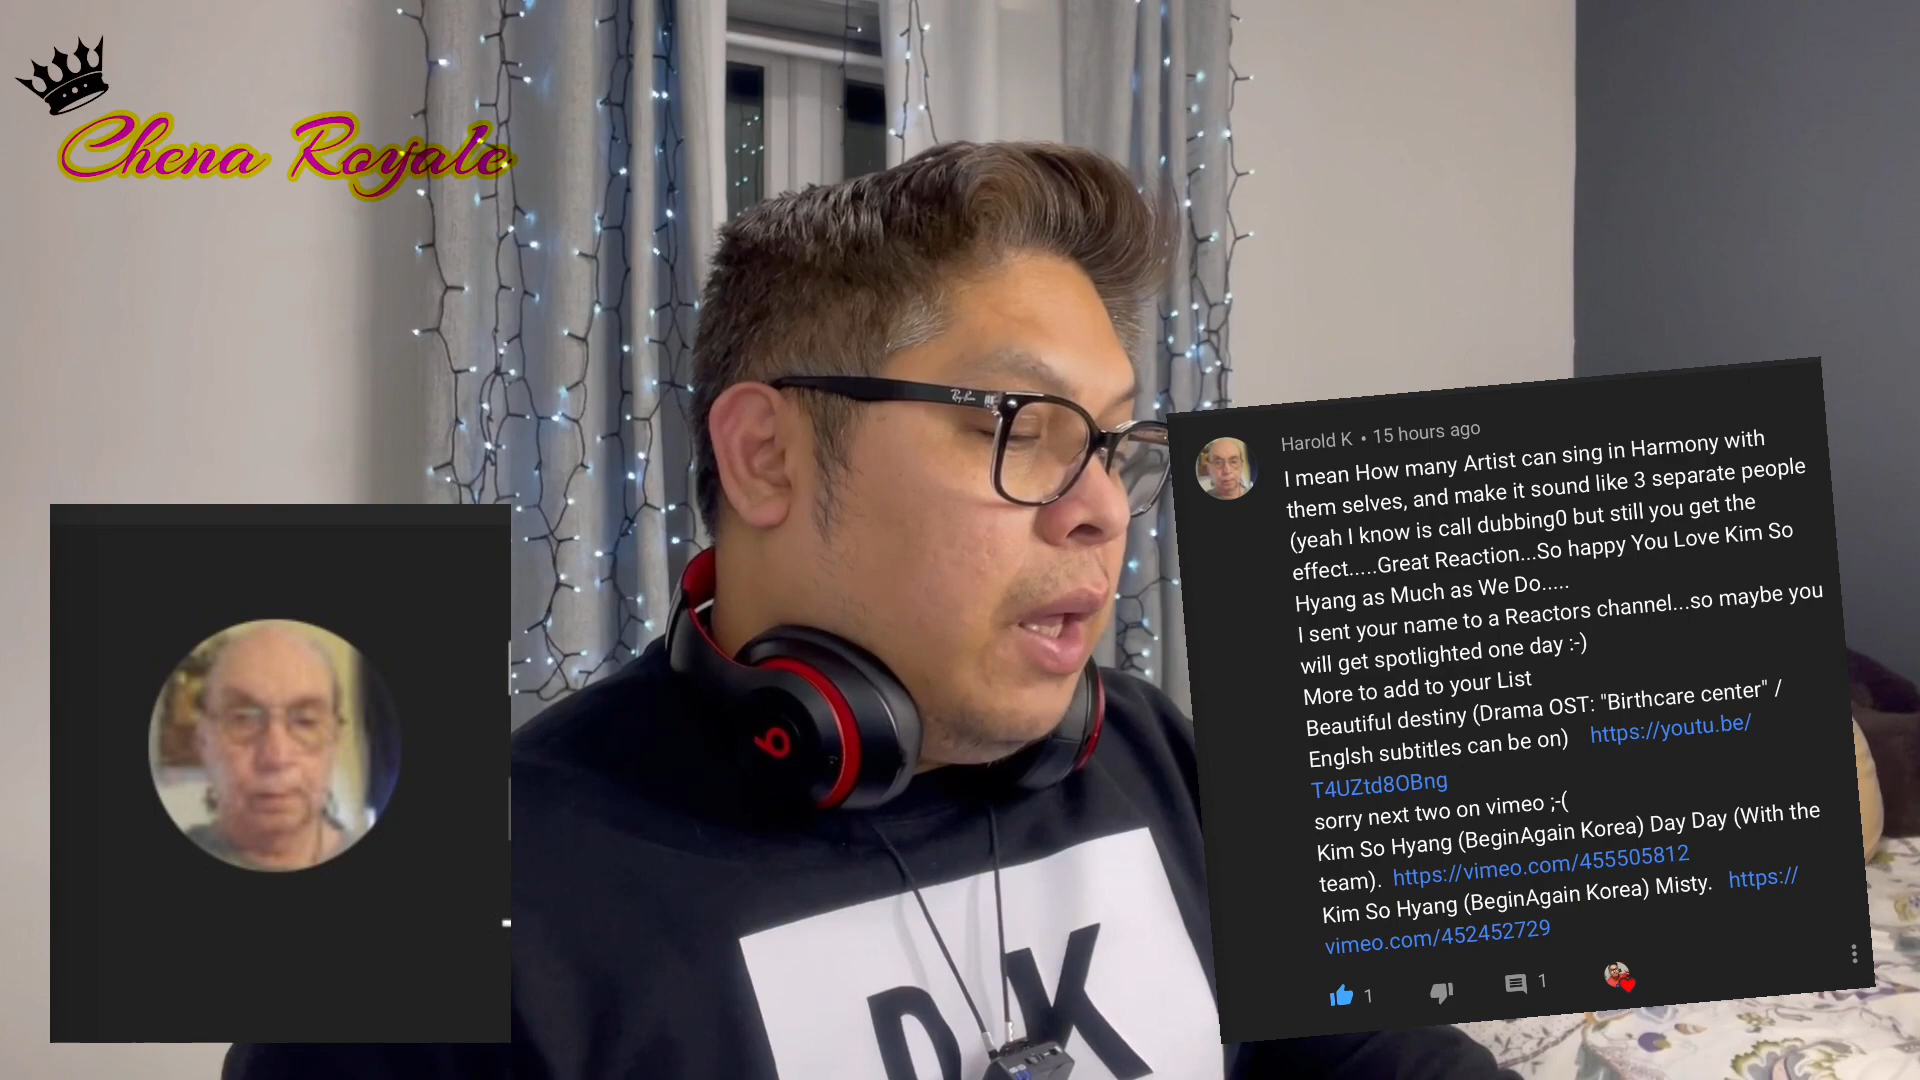 Chena Royale
Ray-Ban
Harold K • 15 hours ago
I mean How many Artist can sing in Harmony with
them selves, and make it sound like 3 separate people
(yeah I know is call dubbing0 but still you get the
effect.....Great Reaction...So happy You Love Kim So
Hyang as Much as We Do.....
I sent your name to a Reactors channel...so maybe you
will get spotlighted one day :-)
More to add to your List
Beautiful destiny (Drama OST: "Birthcare center" /
Englsh subtitles can be on) https://youtu.be/
T4UZtd8OBng
sorry next two on vimeo ;-(
Kim So Hyang (BeginAgain Korea) Day Day (With the
team). https://vimeo.com/455505812
Kim So Hyang (BeginAgain Korea) Misty. https://
vimeo.com/452452729
1
1